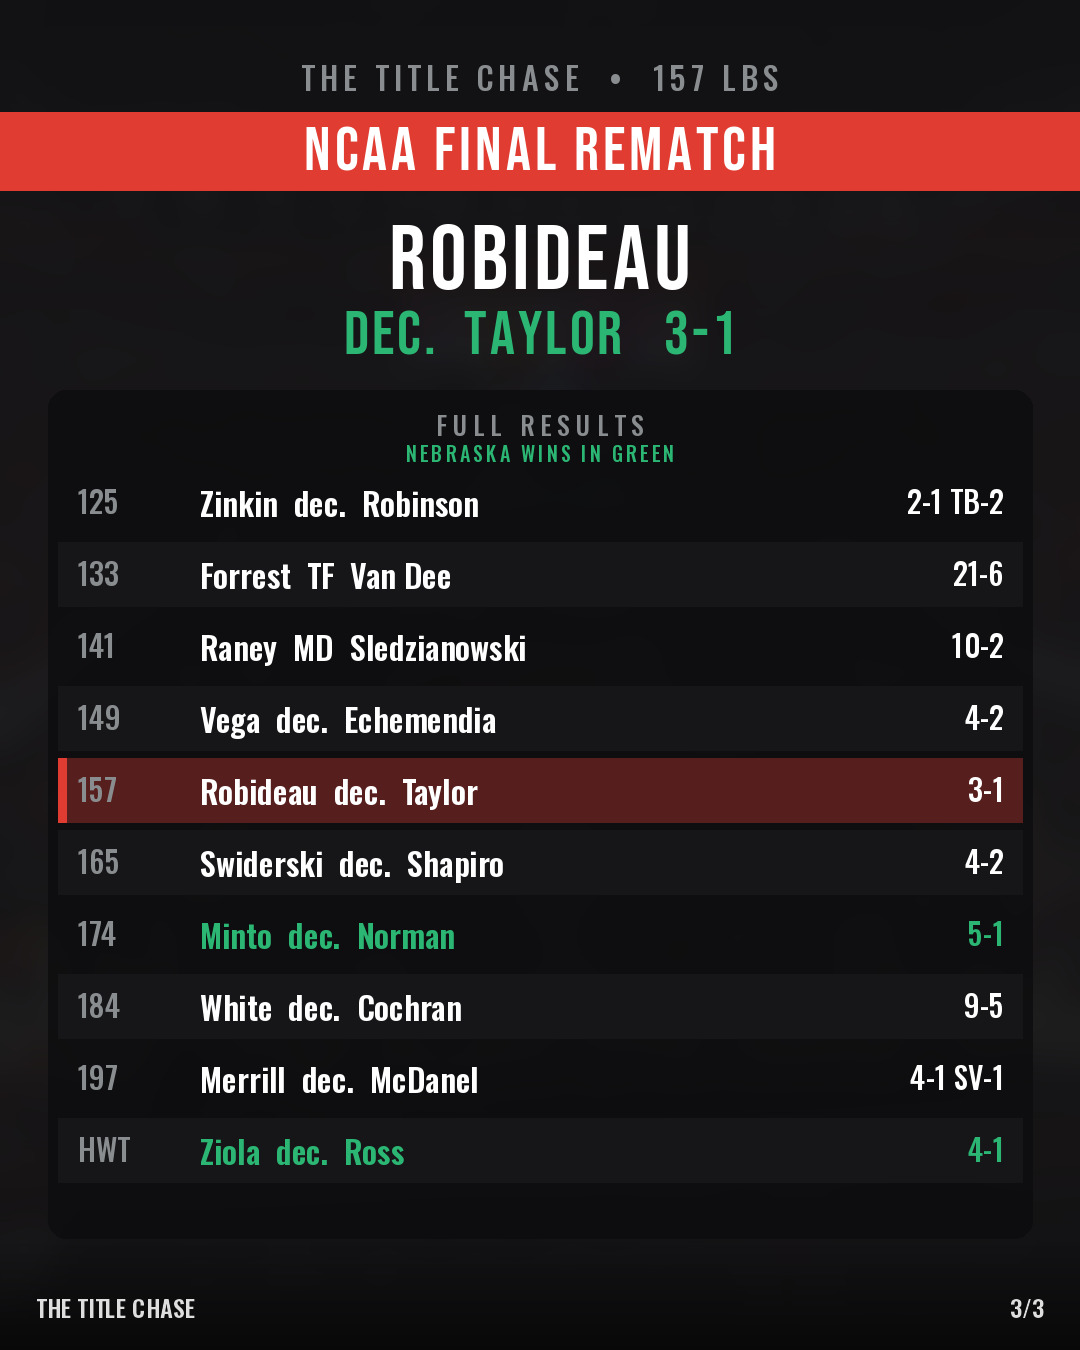 THE TITLE CHASE • 157 LBS
NCAA FINAL REMATCH
ROBIDEAU
DEC. TAYLOR 3-1
FULL RESULTS
NEBRASKA WINS IN GREEN
125 Zinkin dec. Robinson 2-1 TB-2
133 Forrest TF Van Dee 21-6
141 Raney MD Sledzianowski 10-2
149 Vega dec. Echemendia 4-2
157 Robideau dec. Taylor 3-1
165 Swiderski dec. Shapiro 4-2
174 Minto dec. Norman 5-1
184 White dec. Cochran 9-5
197 Merrill dec. McDanel 4-1 SV-1
HWT Ziola dec. Ross 4-1
THE TITLE CHASE 3/3